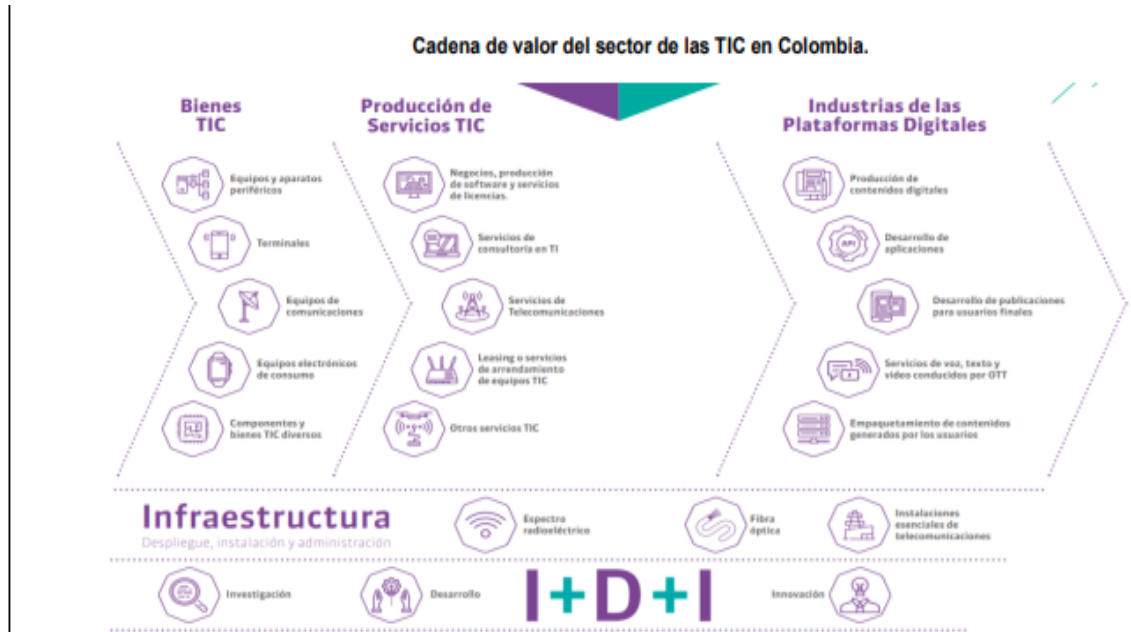 Cadena de valor del sector de las TIC en Colombia.
Bienes
TIC
Equipos y aparatos
periféricos
Terminales
Equipos de
comunicaciones
Equipos electrónicos
de consumo
Componentes y
bienes TIC diversos
Producción de
Servicios TIC
Negocios, producción
de software y servicios
de licencias.
Servicios de
consultoría en TI
Servicios de
Telecomunicaciones
Leasing o servicios
de arrendamiento
de equipos TIC
Otros servicios TIC
Industrias de las
Plataformas Digitales
Producción de
contenidos digitales
API
Desarrollo de
aplicaciones
Desarrollo de publicaciones
para usuarios finales
Servicios de voz, texto y
video conducidos por OTT
Empaquetamiento de contenidos
generados por los usuarios
Infraestructura
Despliegue, instalación y administración
Espectro
radioeléctrico
Fibra
óptica
Instalaciones
esenciales de
telecomunicaciones
Investigación
Desarrollo
I+D+I
Innovación